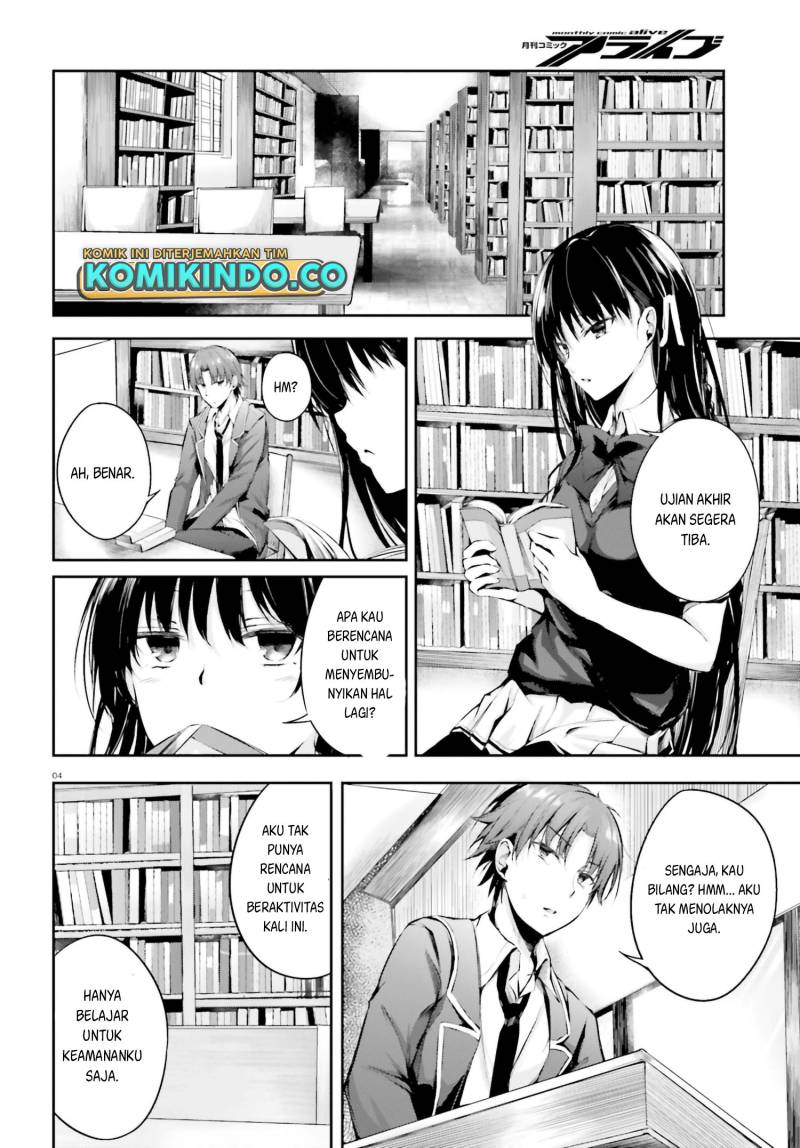 monthly comic alive
月刊コミック
アライブ
KOMIK INI DITERJEMAHKAN TIM
KOMIKINDO.CO
UJIAN AKHIR
AKAN SEGERA
TIBA.
HM?
AH, BENAR.
APA KAU
BERENCANA
UNTUK
MENYEMBU-
NYIKAN HAL
LAGI?
04
SENGAJA, KAU
BILANG? HMM... AKU
TAK MENOLAKNYA
JUGA.
AKU TAK
PUNYA
RENCANA
UNTUK
BERAKTIVITAS
KALI INI.
HANYA
BELAJAR
UNTUK
KEAMANANKU
SAJA.